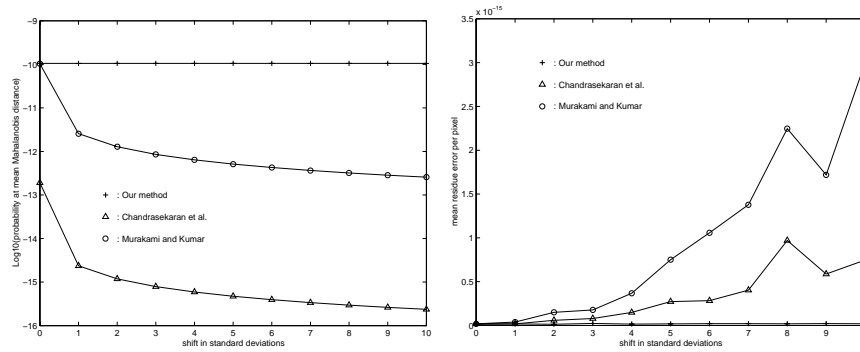 -9
-10
-11
-12
-13
-14
-15
-16
Log10(probability at mean Mahalanobis distance)
+ : Our method
△ : Chandrasekaran et al.
○ : Murakami and Kumar
0 1 2 3 4 5 6 7 8 9 10
shift in standard deviations
x 10^-15
3.5
3
2.5
2
1.5
1
0.5
0
mean residue error per pixel
+ : Our method
△ : Chandrasekaran et al.
○ : Murakami and Kumar
0 1 2 3 4 5 6 7 8 9
shift in standard deviations